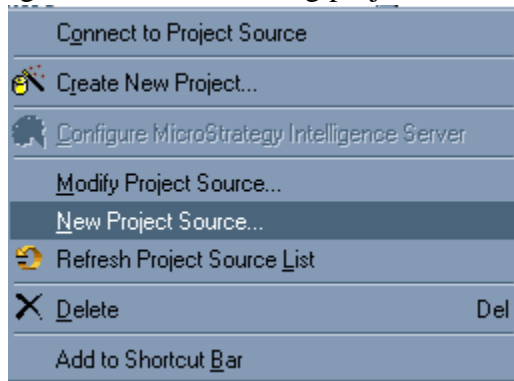 Connect to Project Source
Create New Project...
Configure MicroStrategy Intelligence Server
Modify Project Source...
New Project Source...
Refresh Project Source List
Delete Del
Add to Shortcut Bar